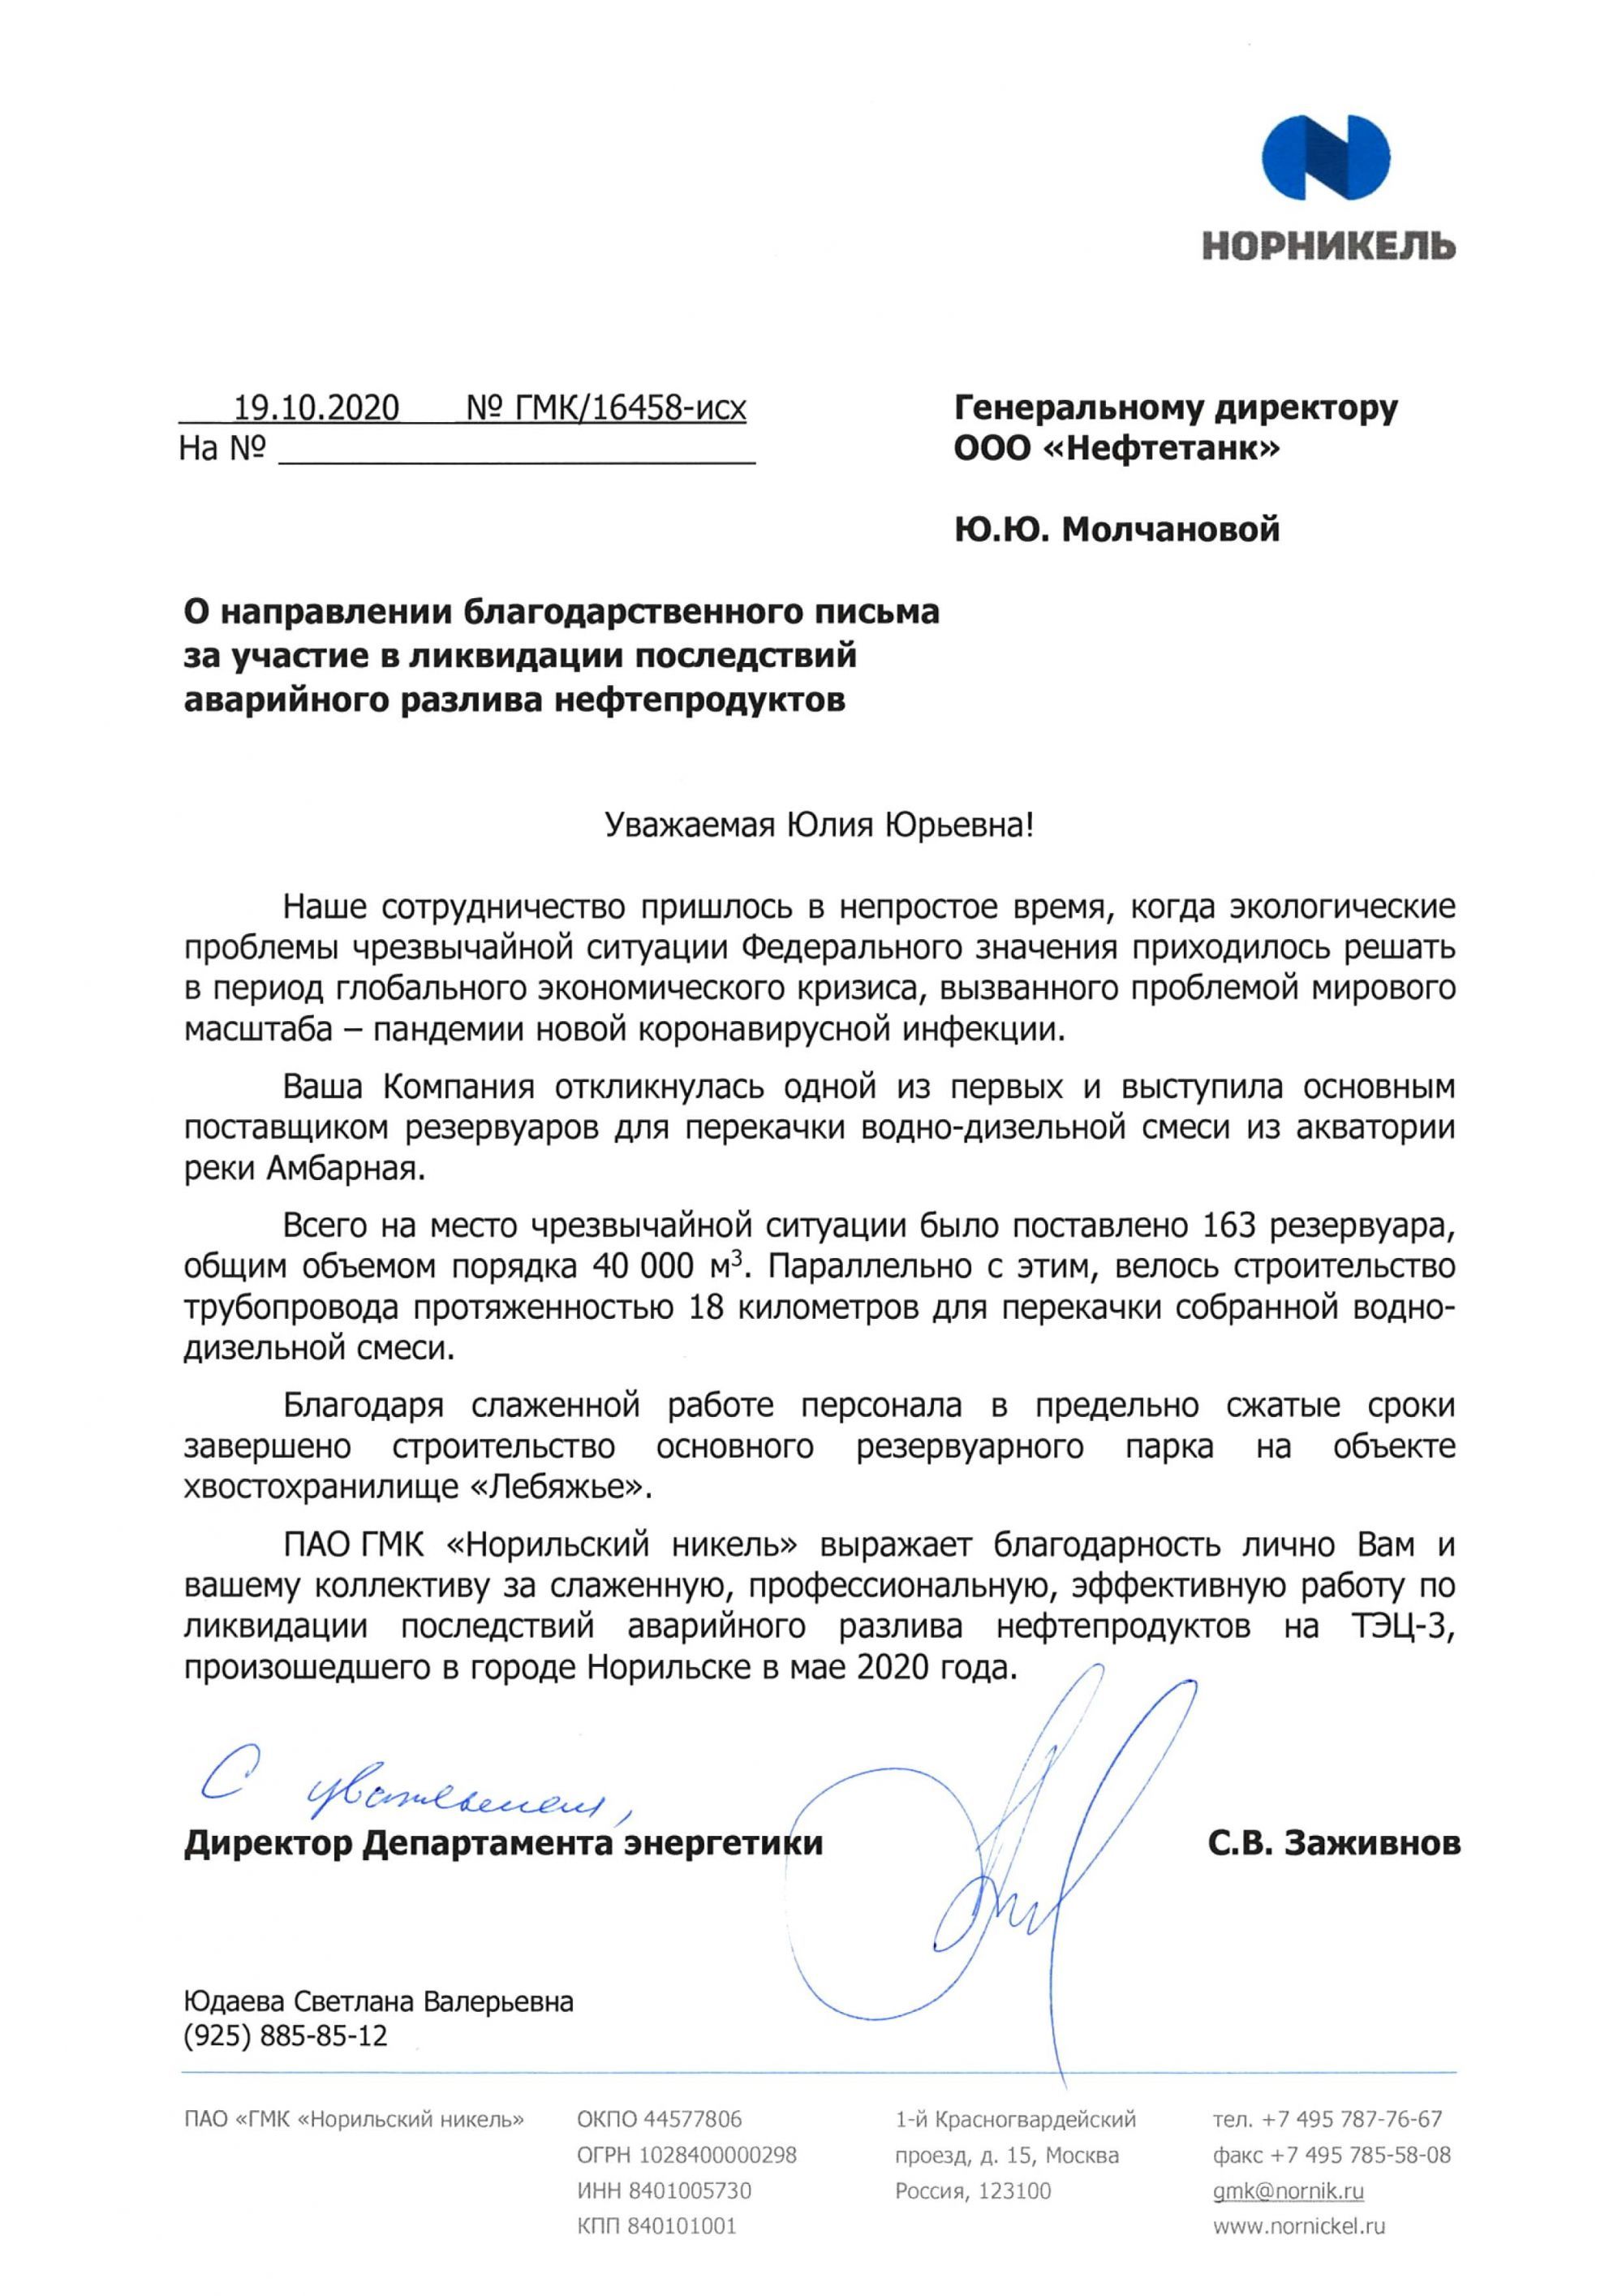 НОРНИКЕЛЬ
19.10.2020 № ГМК/16458-исх
На №
Генеральному директору
ООО «Нефтетанк»
Ю.Ю. Молчановой
О направлении благодарственного письма
за участие в ликвидации последствий
аварийного разлива нефтепродуктов
Уважаемая Юлия Юрьевна!
Наше сотрудничество пришлось в непростое время, когда экологические
проблемы чрезвычайной ситуации Федерального значения приходилось решать
в период глобального экономического кризиса, вызванного проблемой мирового
масштаба – пандемии новой коронавирусной инфекции.
Ваша Компания откликнулась одной из первых и выступила основным
поставщиком резервуаров для перекачки водно-дизельной смеси из акватории
реки Амбарная.
Всего на место чрезвычайной ситуации было поставлено 163 резервуара,
общим объемом порядка 40 000 м³. Параллельно с этим, велось строительство
трубопровода протяженностью 18 километров для перекачки собранной водно-
дизельной смеси.
Благодаря слаженной работе персонала в предельно сжатые сроки
завершено строительство основного резервуарного парка на объекте
хвостохранилище «Лебяжье».
ПАО ГМК «Норильский никель» выражает благодарность лично Вам и
вашему коллективу за слаженную, профессиональную, эффективную работу по
ликвидации последствий аварийного разлива нефтепродуктов на ТЭЦ-3,
произошедшего в городе Норильске в мае 2020 года.
С уважением,
Директор Департамента энергетики
С.В. Заживнов
Юдаева Светлана Валерьевна
(925) 885-85-12
ПАО «ГМК «Норильский никель»
ОКПО 44577806
ОГРН 1028400000298
ИНН 8401005730
КПП 840101001
1-й Красногвардейский
проезд, д. 15, Москва
Россия, 123100
тел. +7 495 787-76-67
факс +7 495 785-58-08
gmk@nornik.ru
www.nornickel.ru